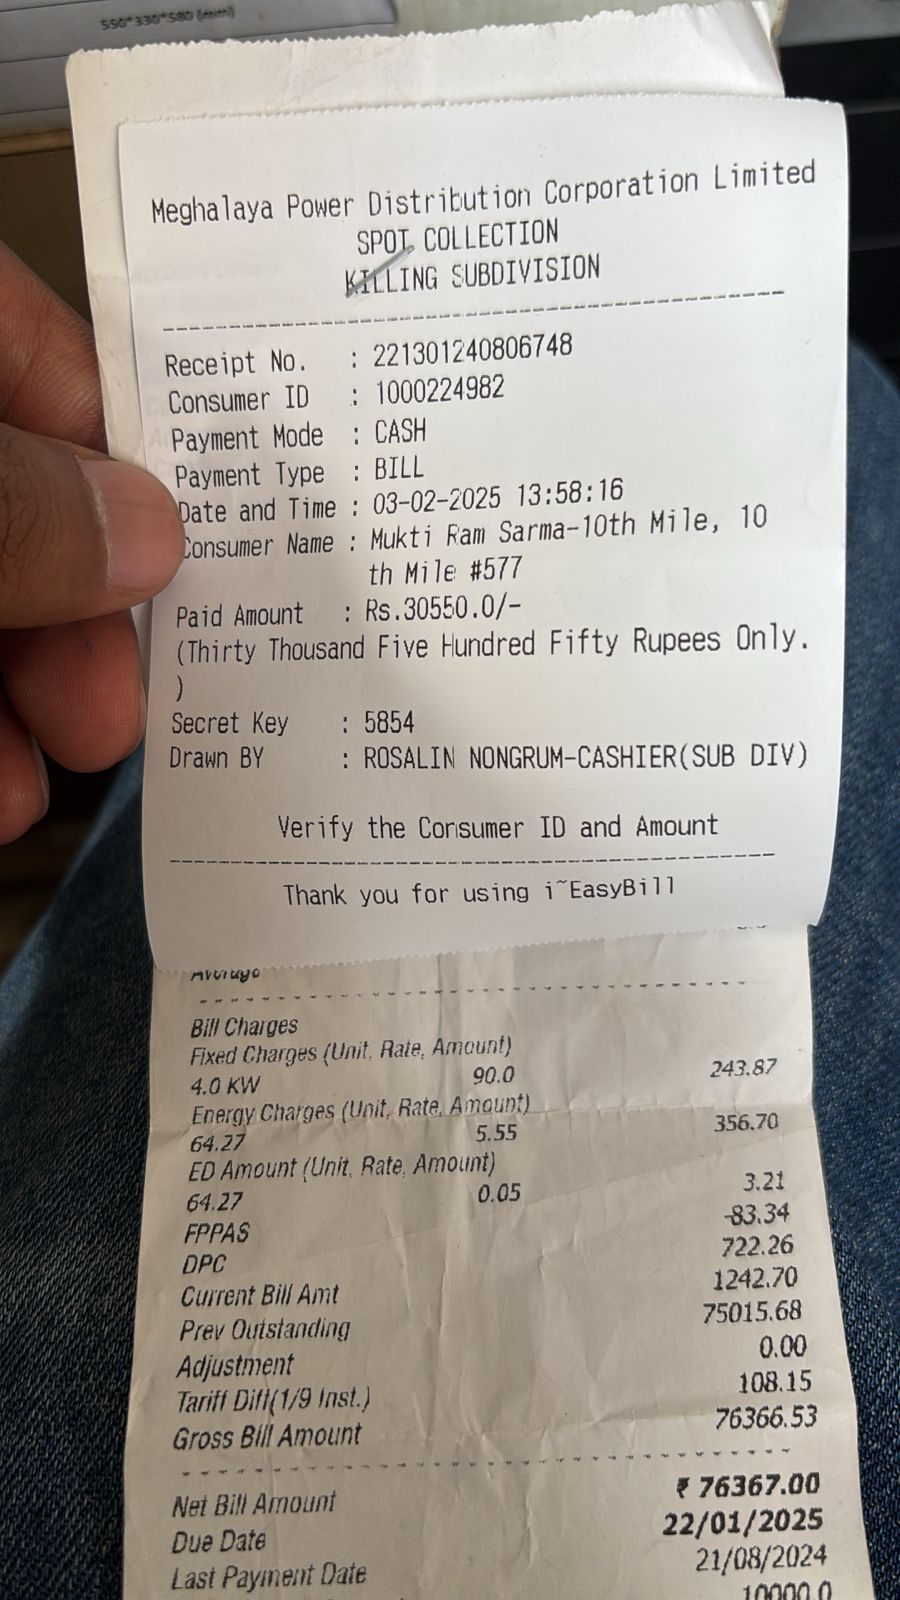 550*330*580 (mm)
Meghalaya Power Distribution Corporation Limited
SPOT COLLECTION
KILLING SUBDIVISION
Receipt No. : 221301240806748
Consumer ID : 1000224982
Payment Mode : CASH
Payment Type : BILL
Date and Time : 03-02-2025 13:58:16
Consumer Name : Mukti Ram Sarma-10th Mile, 10
th Mile #577
Paid Amount : Rs.30550.0/-
(Thirty Thousand Five Hundred Fifty Rupees Only.
)
Secret Key : 5854
Drawn BY : ROSALIN NONGRUM-CASHIER(SUB DIV)
Verify the Consumer ID and Amount
Thank you for using i~EasyBill
Average
Bill Charges
Fixed Charges (Unit, Rate, Amount)
4.0 KW 90.0 243.87
Energy Charges (Unit, Rate, Amount)
64.27 5.55 356.70
ED Amount (Unit, Rate, Amount)
64.27 0.05 3.21
FPPAS -83.34
DPC 722.26
Current Bill Amt 1242.70
Prev Outstanding 75015.68
Adjustment 0.00
Tariff Diff(1/9 Inst.) 108.15
Gross Bill Amount 76366.53
Net Bill Amount ₹ 76367.00
Due Date 22/01/2025
Last Payment Date 21/08/2024
10000.0